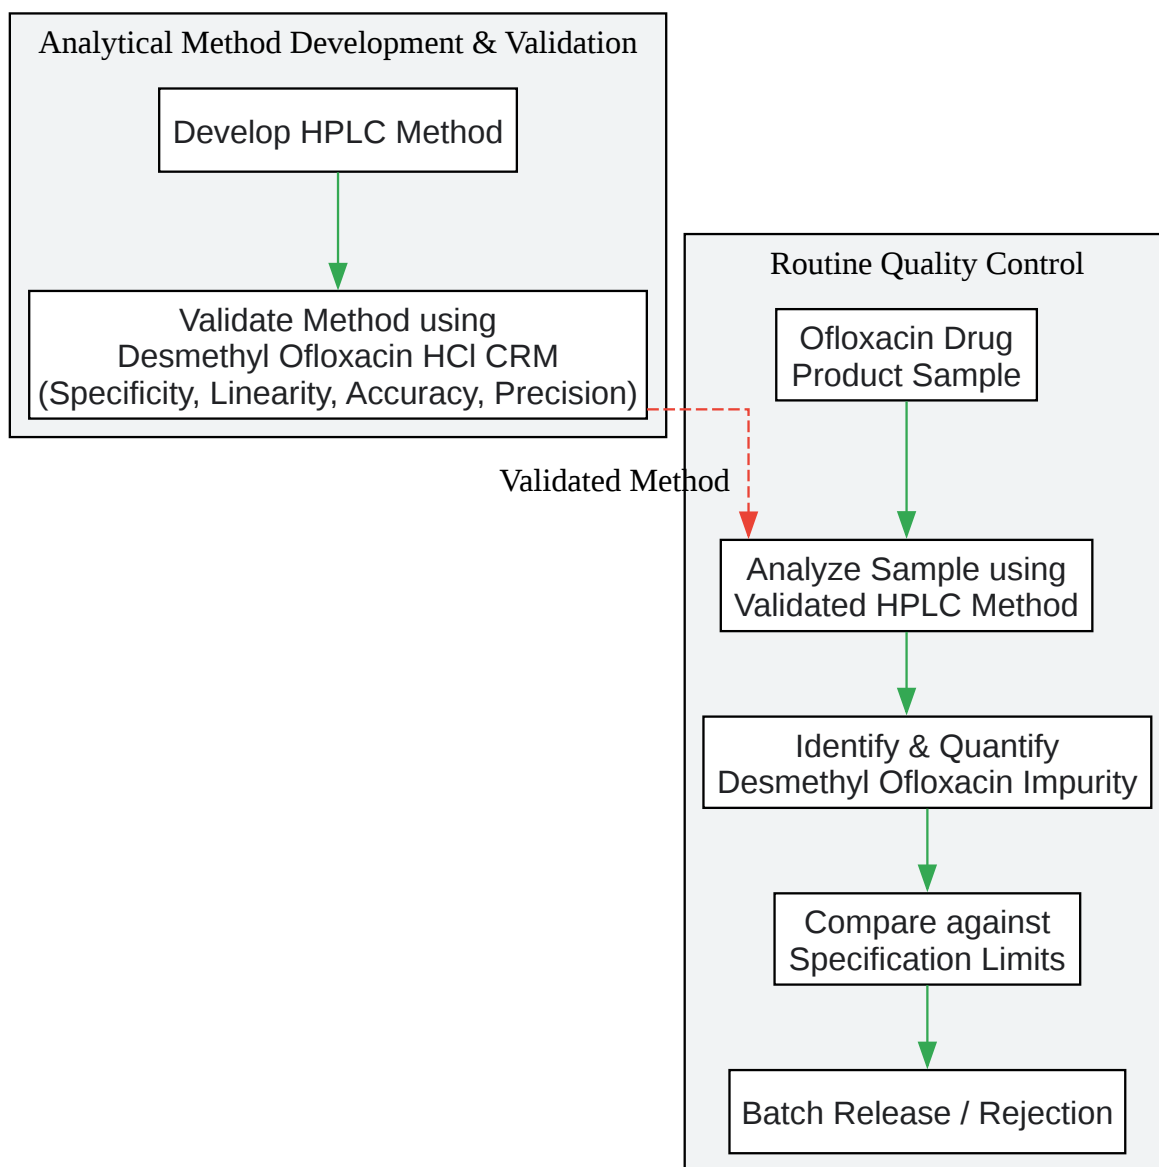 Analytical Method Development & Validation
Develop HPLC Method
Validate Method using
Desmethyl Ofloxacin HCl CRM
(Specificity, Linearity, Accuracy, Precision)
Validated Method
Routine Quality Control
Ofloxacin Drug
Product Sample
Analyze Sample using
Validated HPLC Method
Identify & Quantify
Desmethyl Ofloxacin Impurity
Compare against
Specification Limits
Batch Release / Rejection